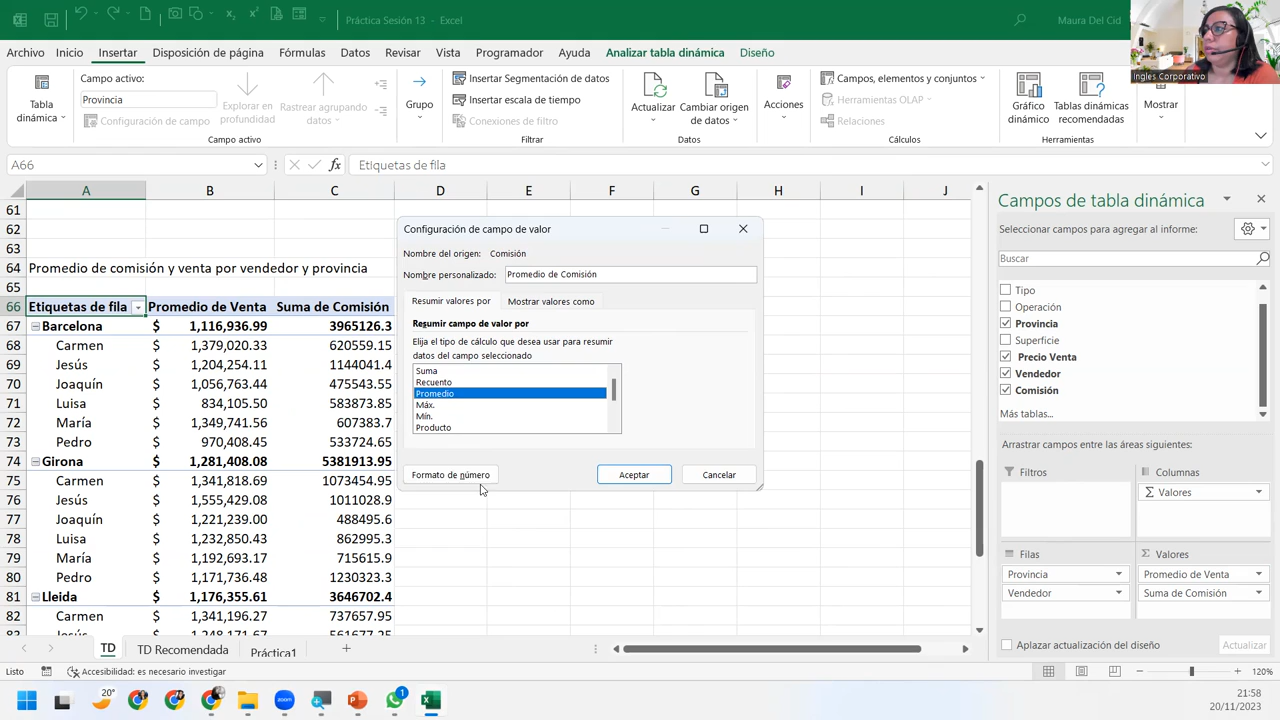 Práctica Sesión 13 - Excel
Maura Del Cid
Ingles Corporativo
Archivo Inicio Insertar Disposición de página Fórmulas Datos Revisar Vista Programador Ayuda Analizar tabla dinámica Diseño
Tabla dinámica
Campo activo:
Provincia
Configuración de campo
Explorar en profundidad
Rastrear agrupando datos
Campo activo
Grupo
Insertar Segmentación de datos
Insertar escala de tiempo
Conexiones de filtro
Filtrar
Actualizar
Cambiar origen de datos
Datos
Acciones
Campos, elementos y conjuntos
Herramientas OLAP
Relaciones
Cálculos
Gráfico dinámico
Tablas dinámicas recomendadas
Herramientas
Mostrar
A66 fx Etiquetas de fila
A B C D E F G H I J
61
62
63
64 Promedio de comisión y venta por vendedor y provincia
65
66 Etiquetas de fila Promedio de Venta Suma de Comisión
67 Barcelona $ 1,116,936.99 3965126.3
68 Carmen $ 1,379,020.33 620559.15
69 Jesús $ 1,204,254.11 1144041.4
70 Joaquín $ 1,056,763.44 475543.55
71 Luisa $ 834,105.50 583873.85
72 María $ 1,349,741.56 607383.7
73 Pedro $ 970,408.45 533724.65
74 Girona $ 1,281,408.08 5381913.95
75 Carmen $ 1,341,818.69 1073454.95
76 Jesús $ 1,555,429.08 1011028.9
77 Joaquín $ 1,221,239.00 488495.6
78 Luisa $ 1,232,850.43 862995.3
79 María $ 1,192,693.17 715615.9
80 Pedro $ 1,171,736.48 1230323.3
81 Lleida $ 1,176,355.61 3646702.4
82 Carmen $ 1,341,196.27 737657.95
83 Jesús $ 1,248,171.67 561677.25
Configuración de campo de valor
Nombre del origen: Comisión
Nombre personalizado: Promedio de Comisión
Resumir valores por Mostrar valores como
Resumir campo de valor por
Elija el tipo de cálculo que desea usar para resumir
datos del campo seleccionado
Suma
Recuento
Promedio
Máx.
Mín.
Producto
Formato de número Aceptar Cancelar
Campos de tabla dinámica
Seleccionar campos para agregar al informe:
Buscar
Tipo
Operación
Provincia
Superficie
Precio Venta
Vendedor
Comisión
Más tablas...
Arrastrar campos entre las áreas siguientes:
Filtros Columnas
Valores
Filas Valores
Provincia Promedio de Venta
Vendedor Suma de Comisión
Aplazar actualización del diseño Actualizar
TD TD Recomendada Práctica1
Listo Accesibilidad: es necesario investigar 120%
20°
zoom
1
21:58
20/11/2023